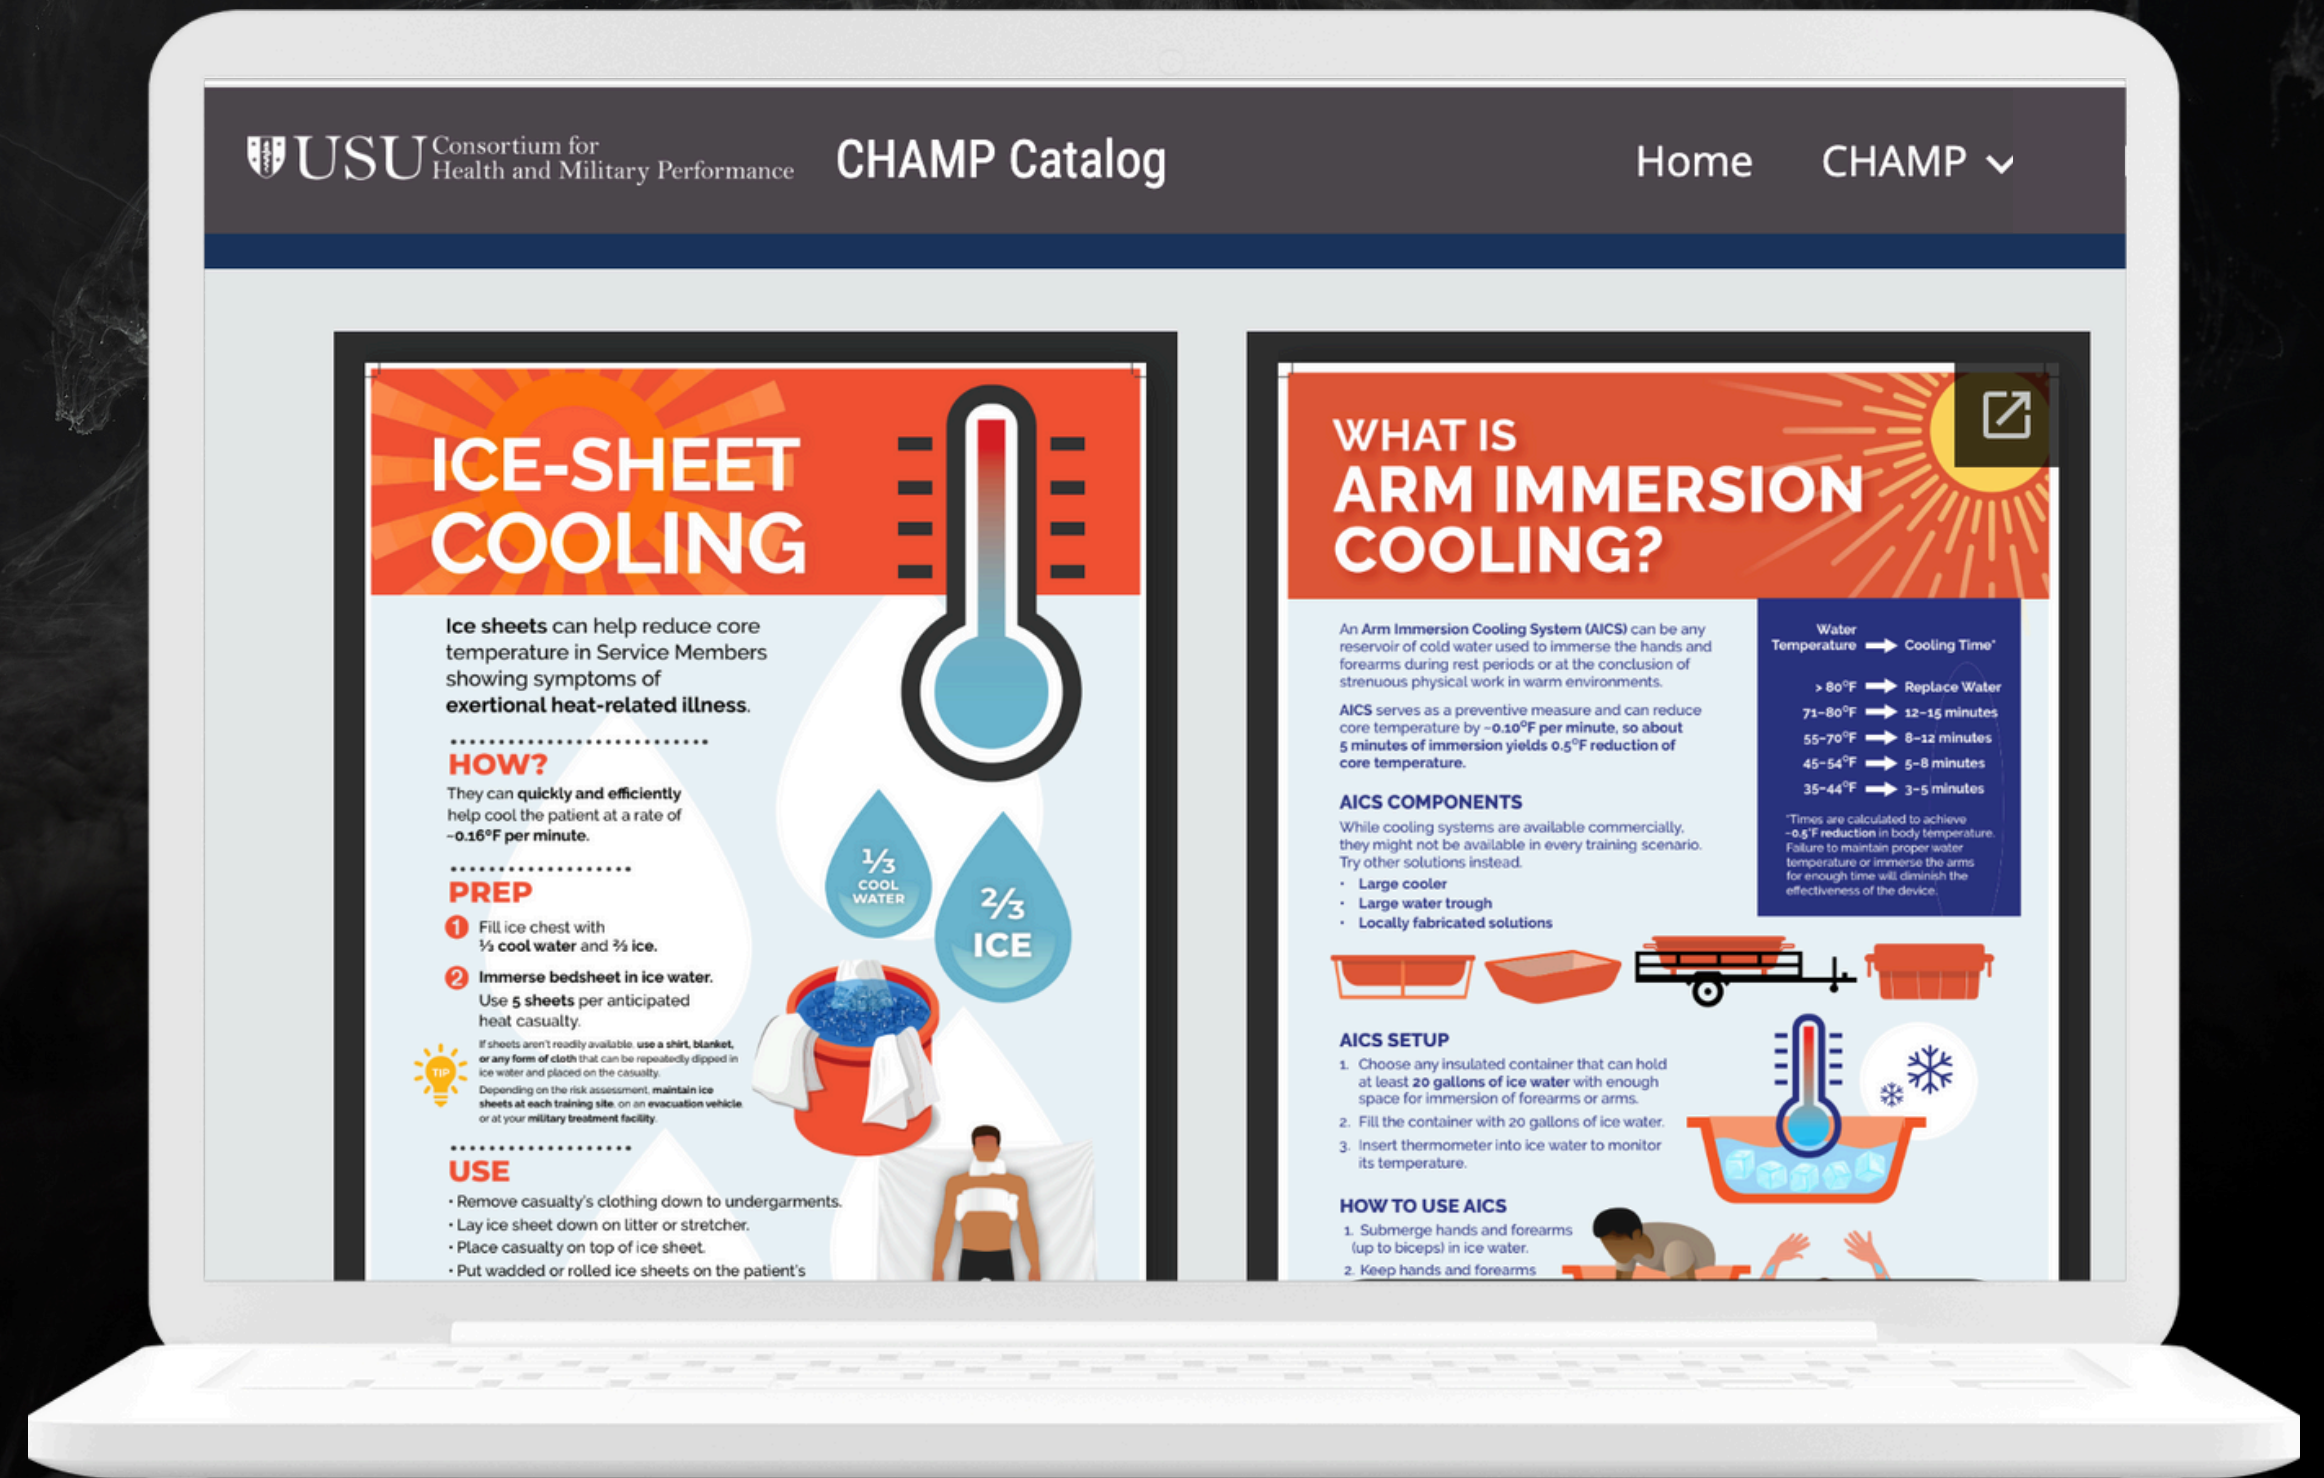 USU Consortium for
Health and Military Performance
CHAMP Catalog
Home
CHAMP
ICE-SHEET
COOLING
Ice sheets can help reduce core
temperature in Service Members
showing symptoms of
exertional heat-related illness.
HOW?
They can quickly and efficiently
help cool the patient at a rate of
~0.16°F per minute.
PREP
1 Fill ice chest with
⅓ cool water and ⅔ ice.
2 Immerse bedsheet in ice water.
Use 5 sheets per anticipated
heat casualty.
TIP
If sheets aren't readily available, use a shirt, blanket,
or any form of cloth that can be repeatedly dipped in
ice water and placed on the casualty.
Depending on the risk assessment, maintain ice
sheets at each training site, on an evacuation vehicle,
or at your military treatment facility.
⅓
COOL
WATER
⅔
ICE
USE
• Remove casualty's clothing down to undergarments.
• Lay ice sheet down on litter or stretcher.
• Place casualty on top of ice sheet.
• Put wadded or rolled ice sheets on the patient's
WHAT IS
ARM IMMERSION
COOLING?
An Arm Immersion Cooling System (AICS) can be any
reservoir of cold water used to immerse the hands and
forearms during rest periods or at the conclusion of
strenuous physical work in warm environments.
AICS serves as a preventive measure and can reduce
core temperature by ~0.10°F per minute, so about
5 minutes of immersion yields 0.5°F reduction of
core temperature.
AICS COMPONENTS
While cooling systems are available commercially,
they might not be available in every training scenario.
Try other solutions instead.
• Large cooler
• Large water trough
• Locally fabricated solutions
Water
Temperature Cooling Time*
> 80°F Replace Water
71–80°F 12–15 minutes
55–70°F 8–12 minutes
45–54°F 5–8 minutes
35–44°F 3–5 minutes
*Times are calculated to achieve
~0.5°F reduction in body temperature.
Failure to maintain proper water
temperature or immerse the arms
for enough time will diminish the
effectiveness of the device.
AICS SETUP
1. Choose any insulated container that can hold
at least 20 gallons of ice water with enough
space for immersion of forearms or arms.
2. Fill the container with 20 gallons of ice water.
3. Insert thermometer into ice water to monitor
its temperature.
HOW TO USE AICS
1. Submerge hands and forearms
(up to biceps) in ice water.
2. Keep hands and forearms